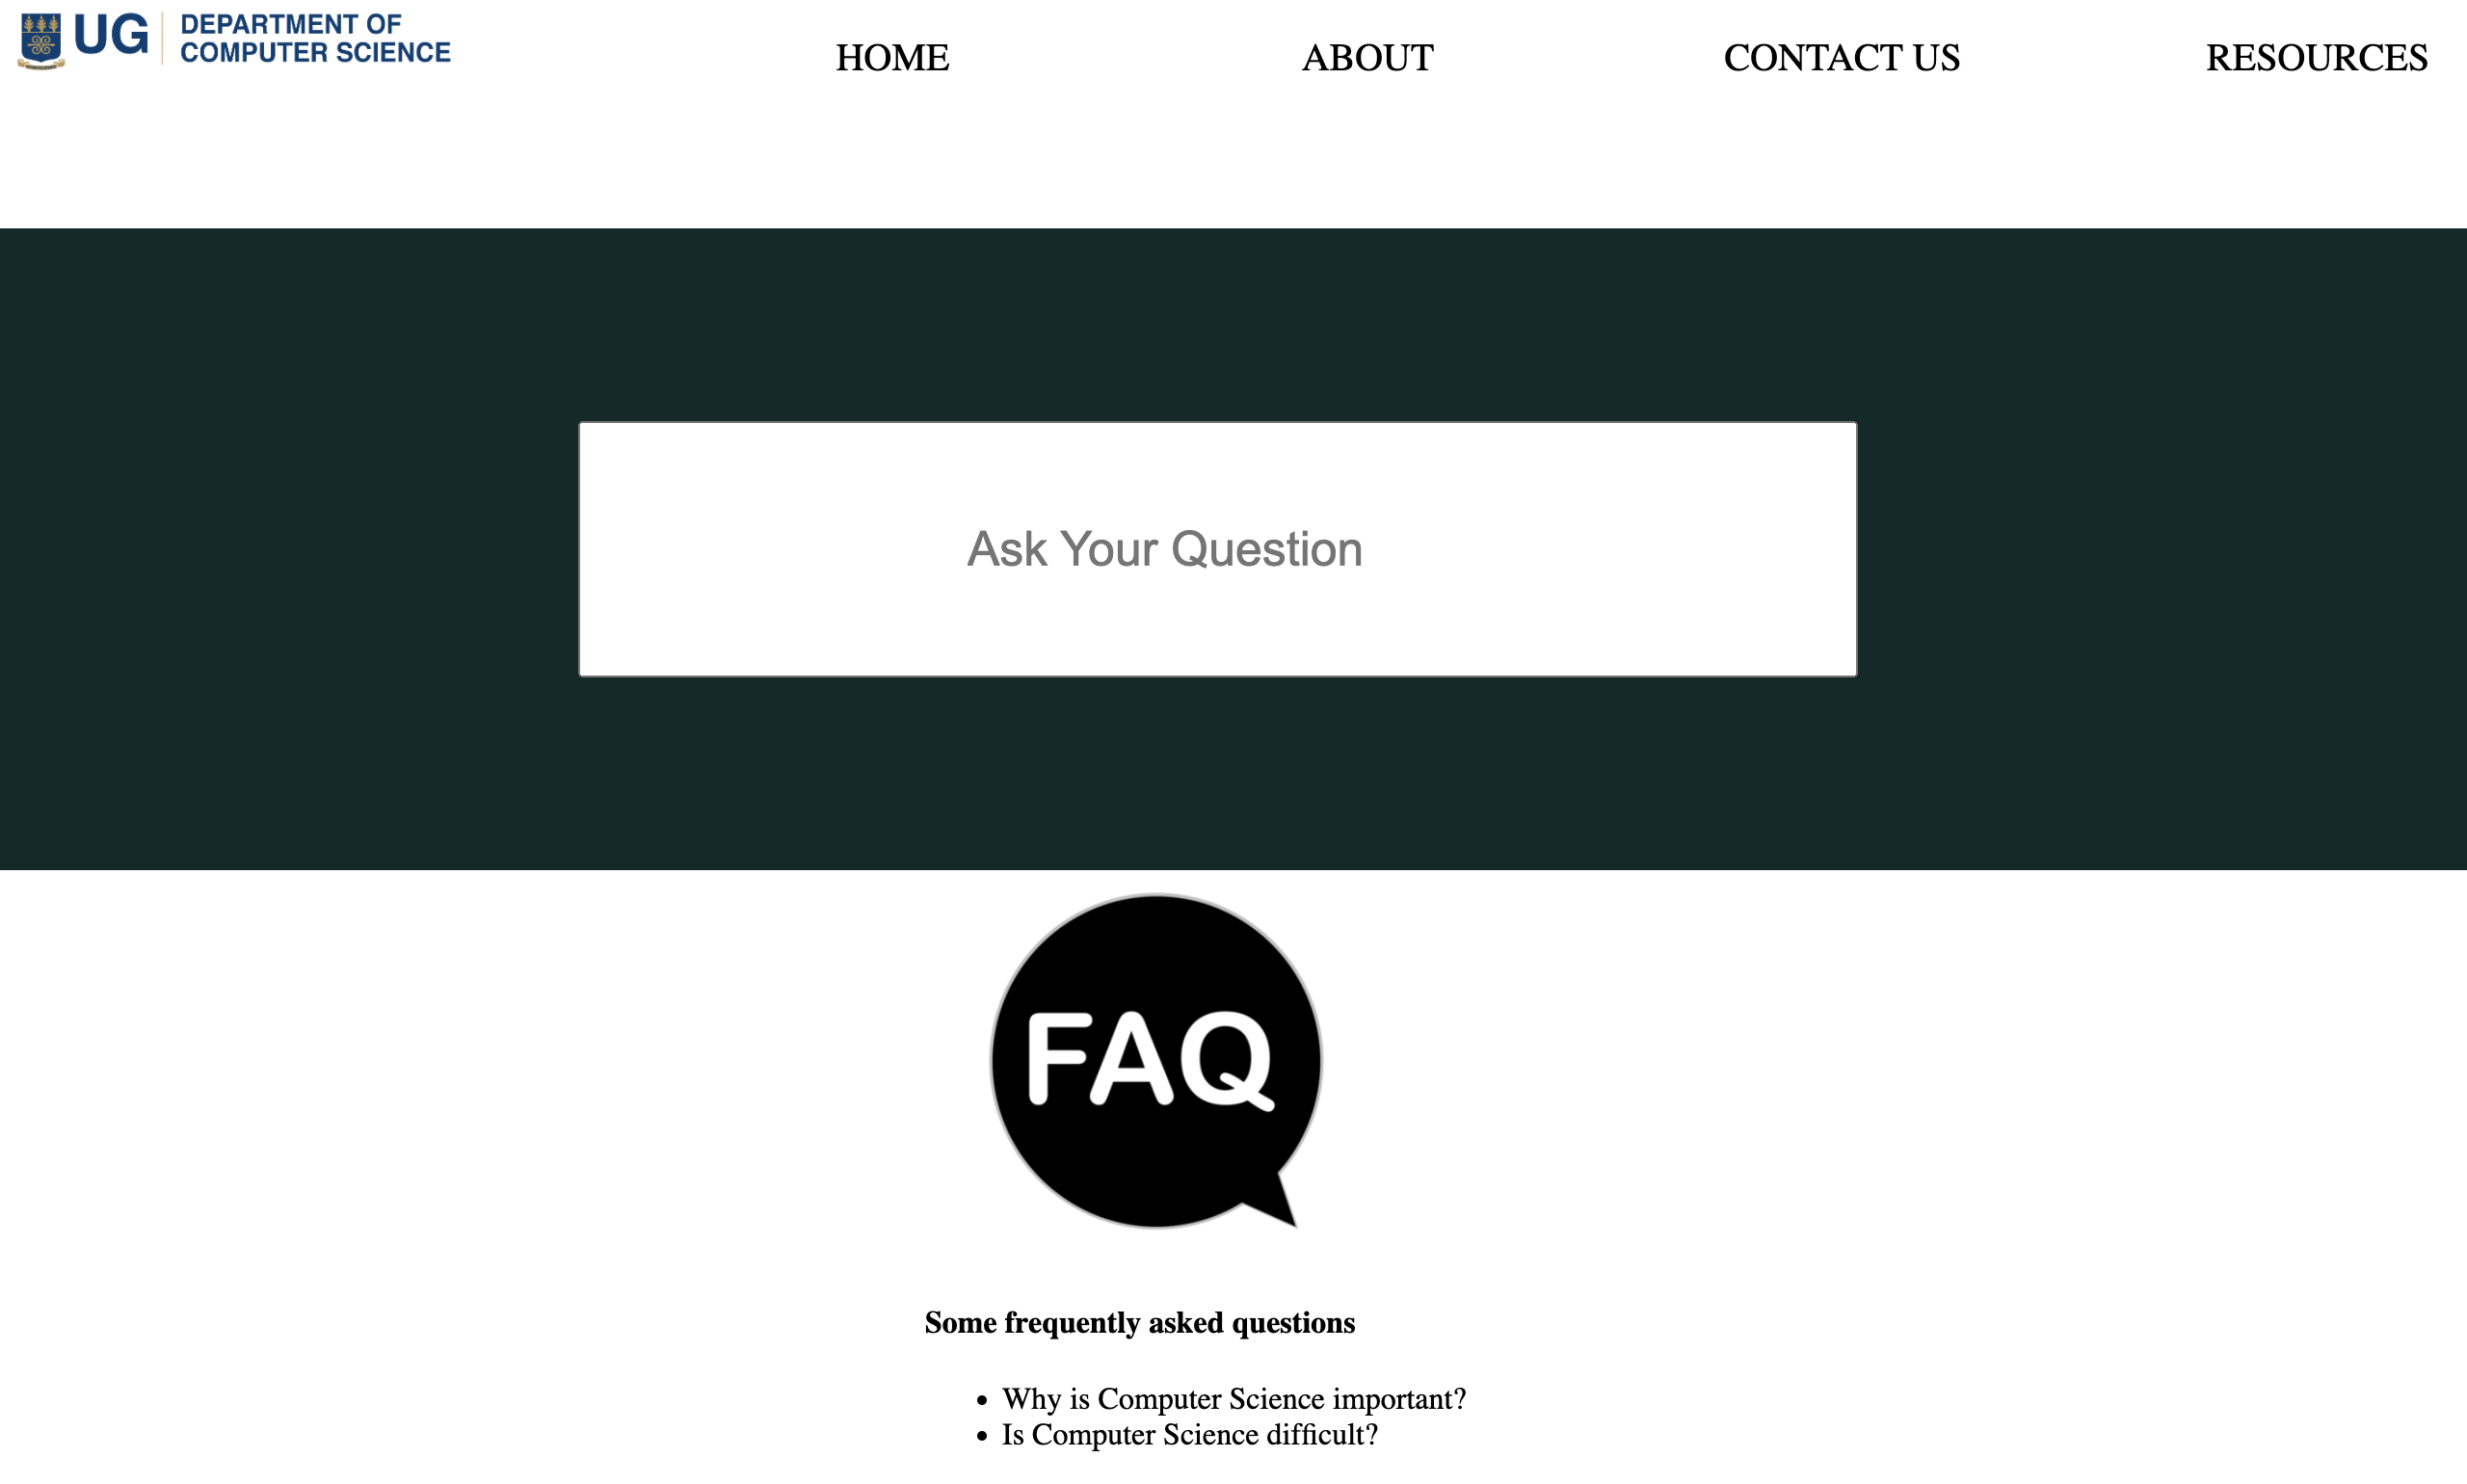 UG
DEPARTMENT OF
COMPUTER SCIENCE
HOME ABOUT CONTACT US RESOURCES
Ask Your Question
FAQ
Some frequently asked questions
Why is Computer Science important?
Is Computer Science difficult?